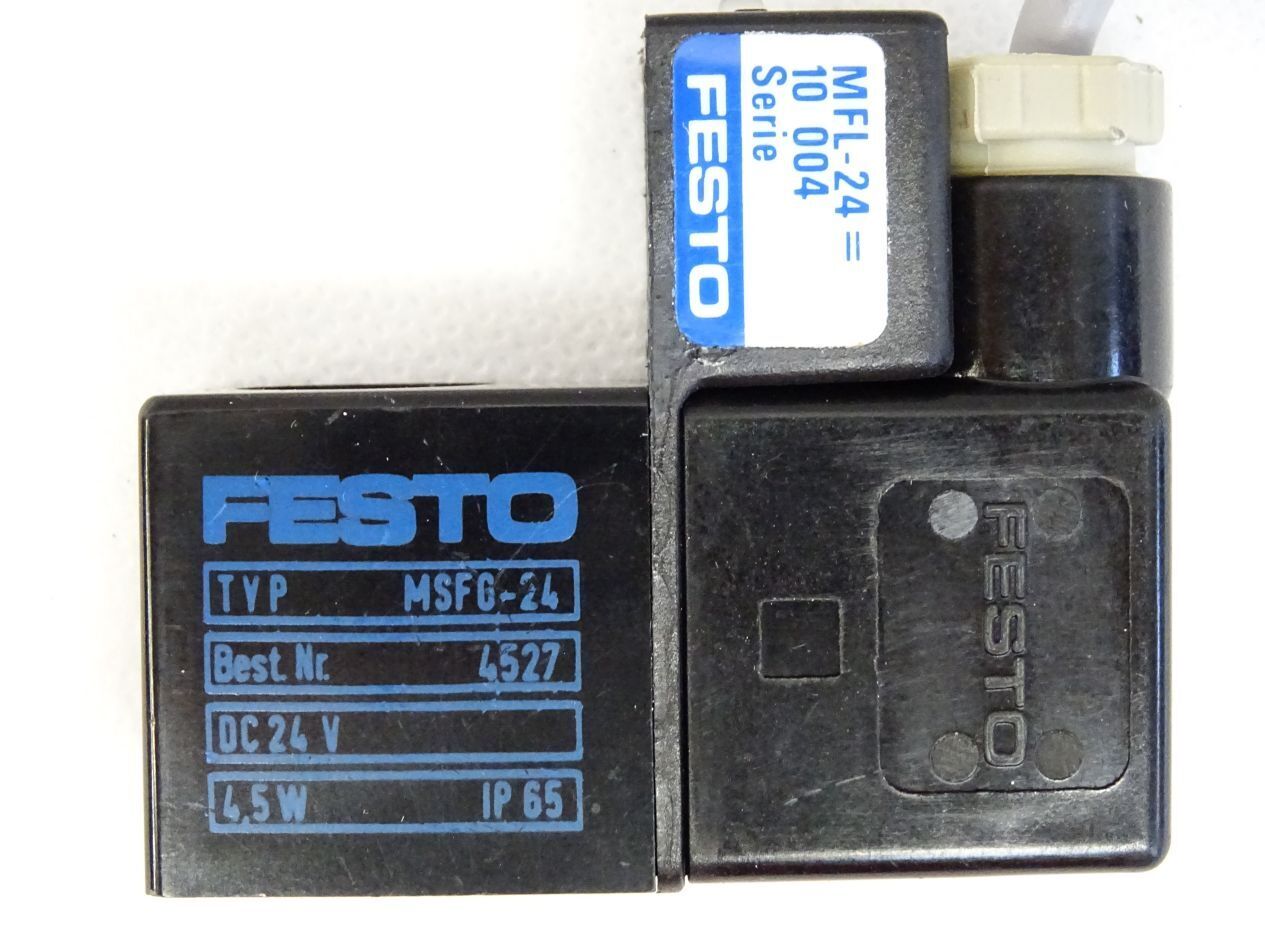 MFL-24=
10 004
Serie
FESTO
FESTO
TYP MSFG-24
Best. Nr. 4527
DC 24 V
4,5 W IP 65
FESTO